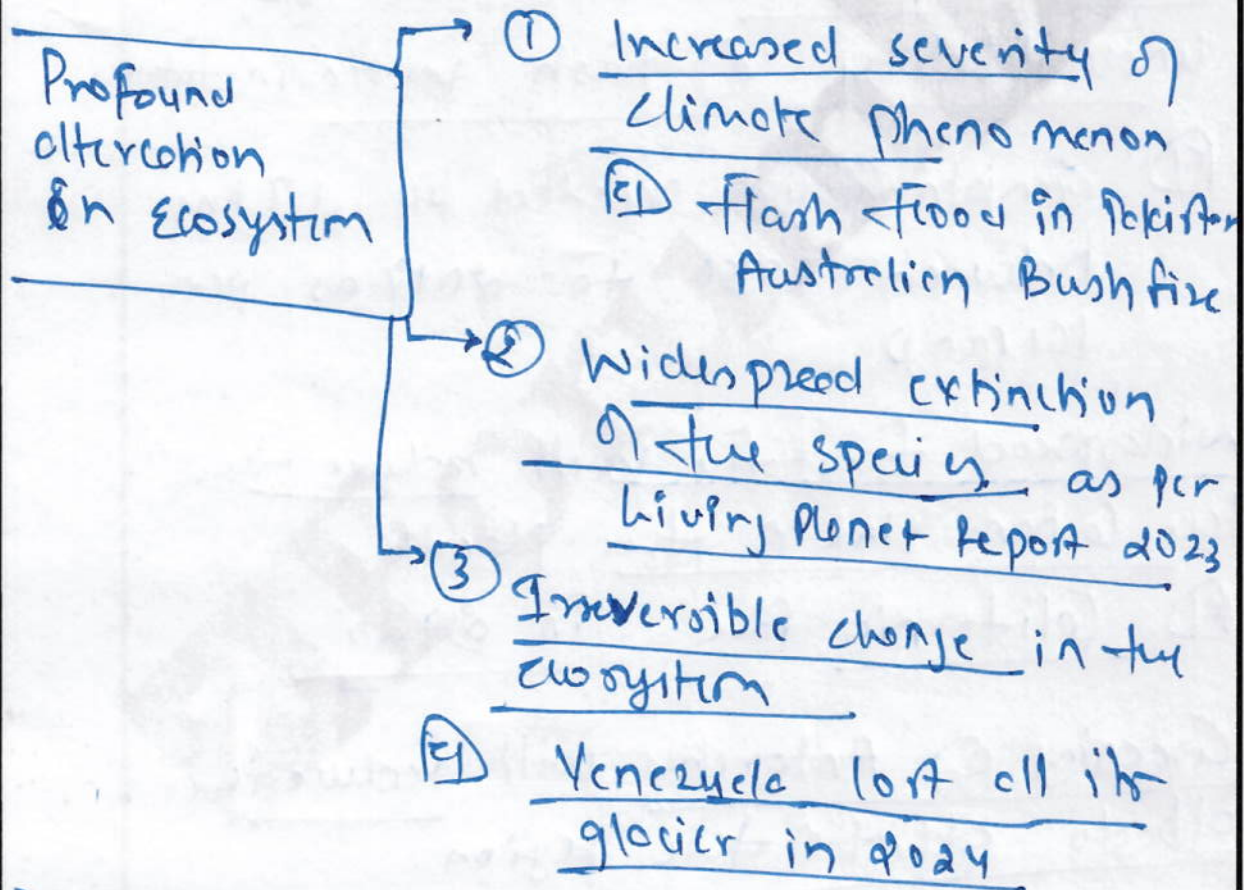 Profound
altercation
in Ecosystem
① Increased severity of
climate phenomenon
Eg Flash flood in Pakistan
Australian Bushfire
② Widespread extinction
of the species as per
Living Planet Report 2023
③ Irreversible change in the
ecosystem
Eg Venezuela lost all its
glacier in 2024